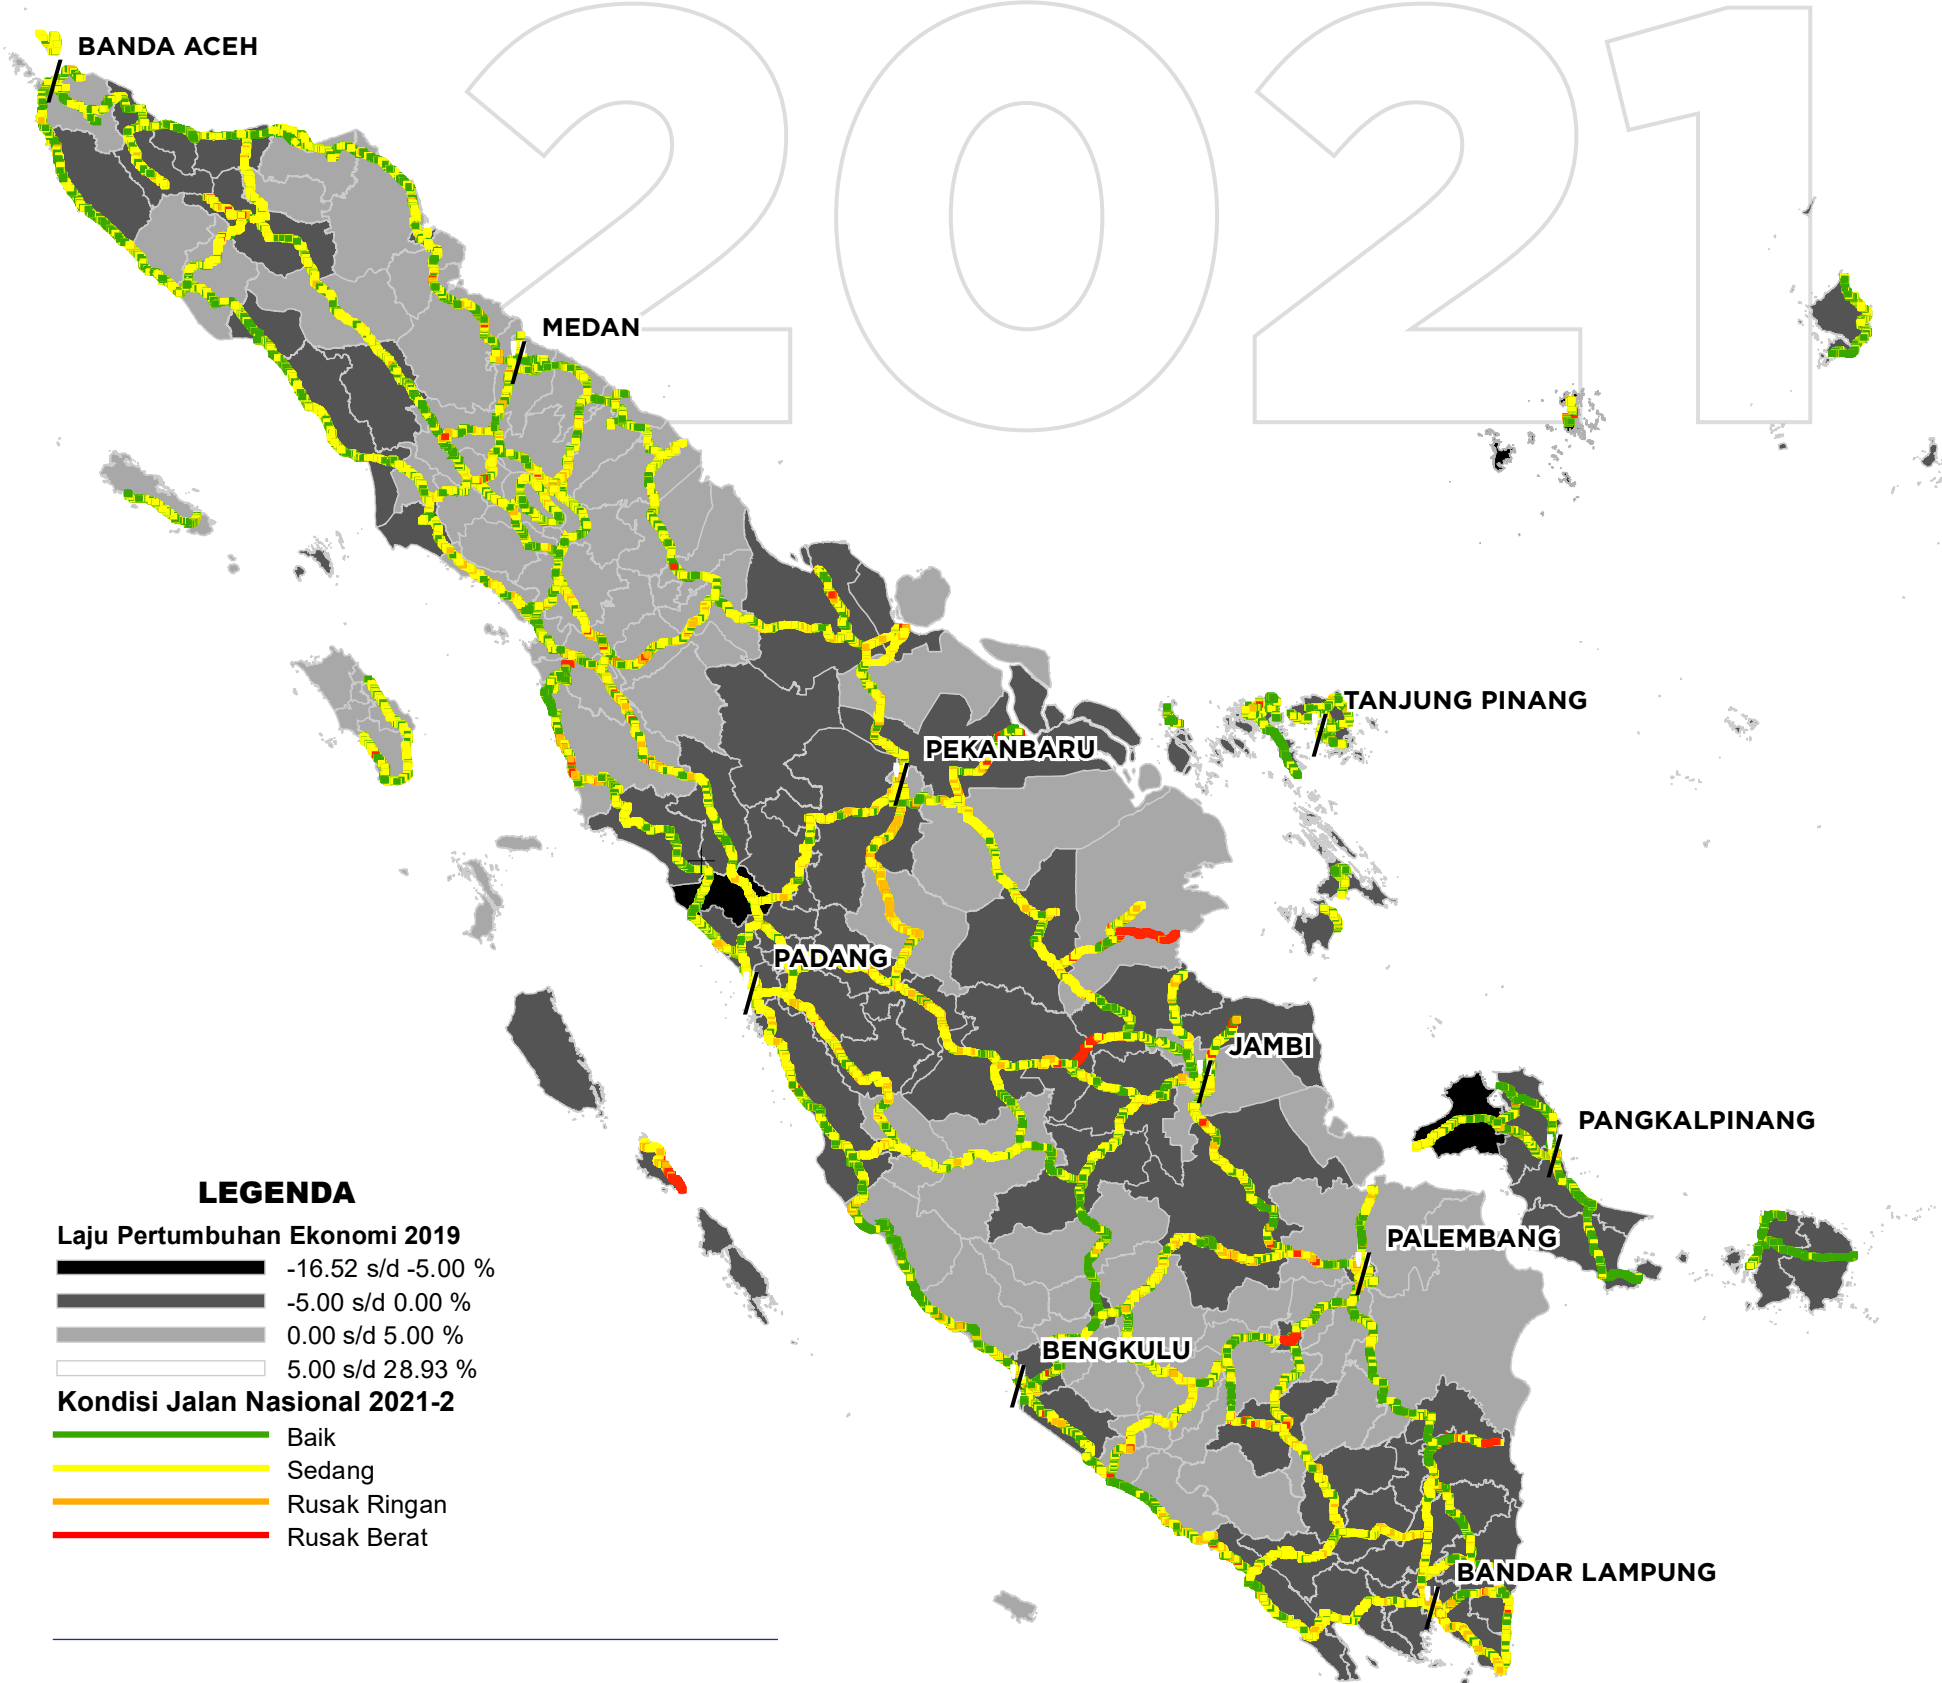 2021
BANDA ACEH
MEDAN
TANJUNG PINANG
PEKANBARU
PADANG
JAMBI
PANGKALPINANG
PALEMBANG
BENGKULU
BANDAR LAMPUNG
LEGENDA
Laju Pertumbuhan Ekonomi 2019
-16.52 s/d -5.00 %
-5.00 s/d 0.00 %
0.00 s/d 5.00 %
5.00 s/d 28.93 %
Kondisi Jalan Nasional 2021-2
Baik
Sedang
Rusak Ringan
Rusak Berat